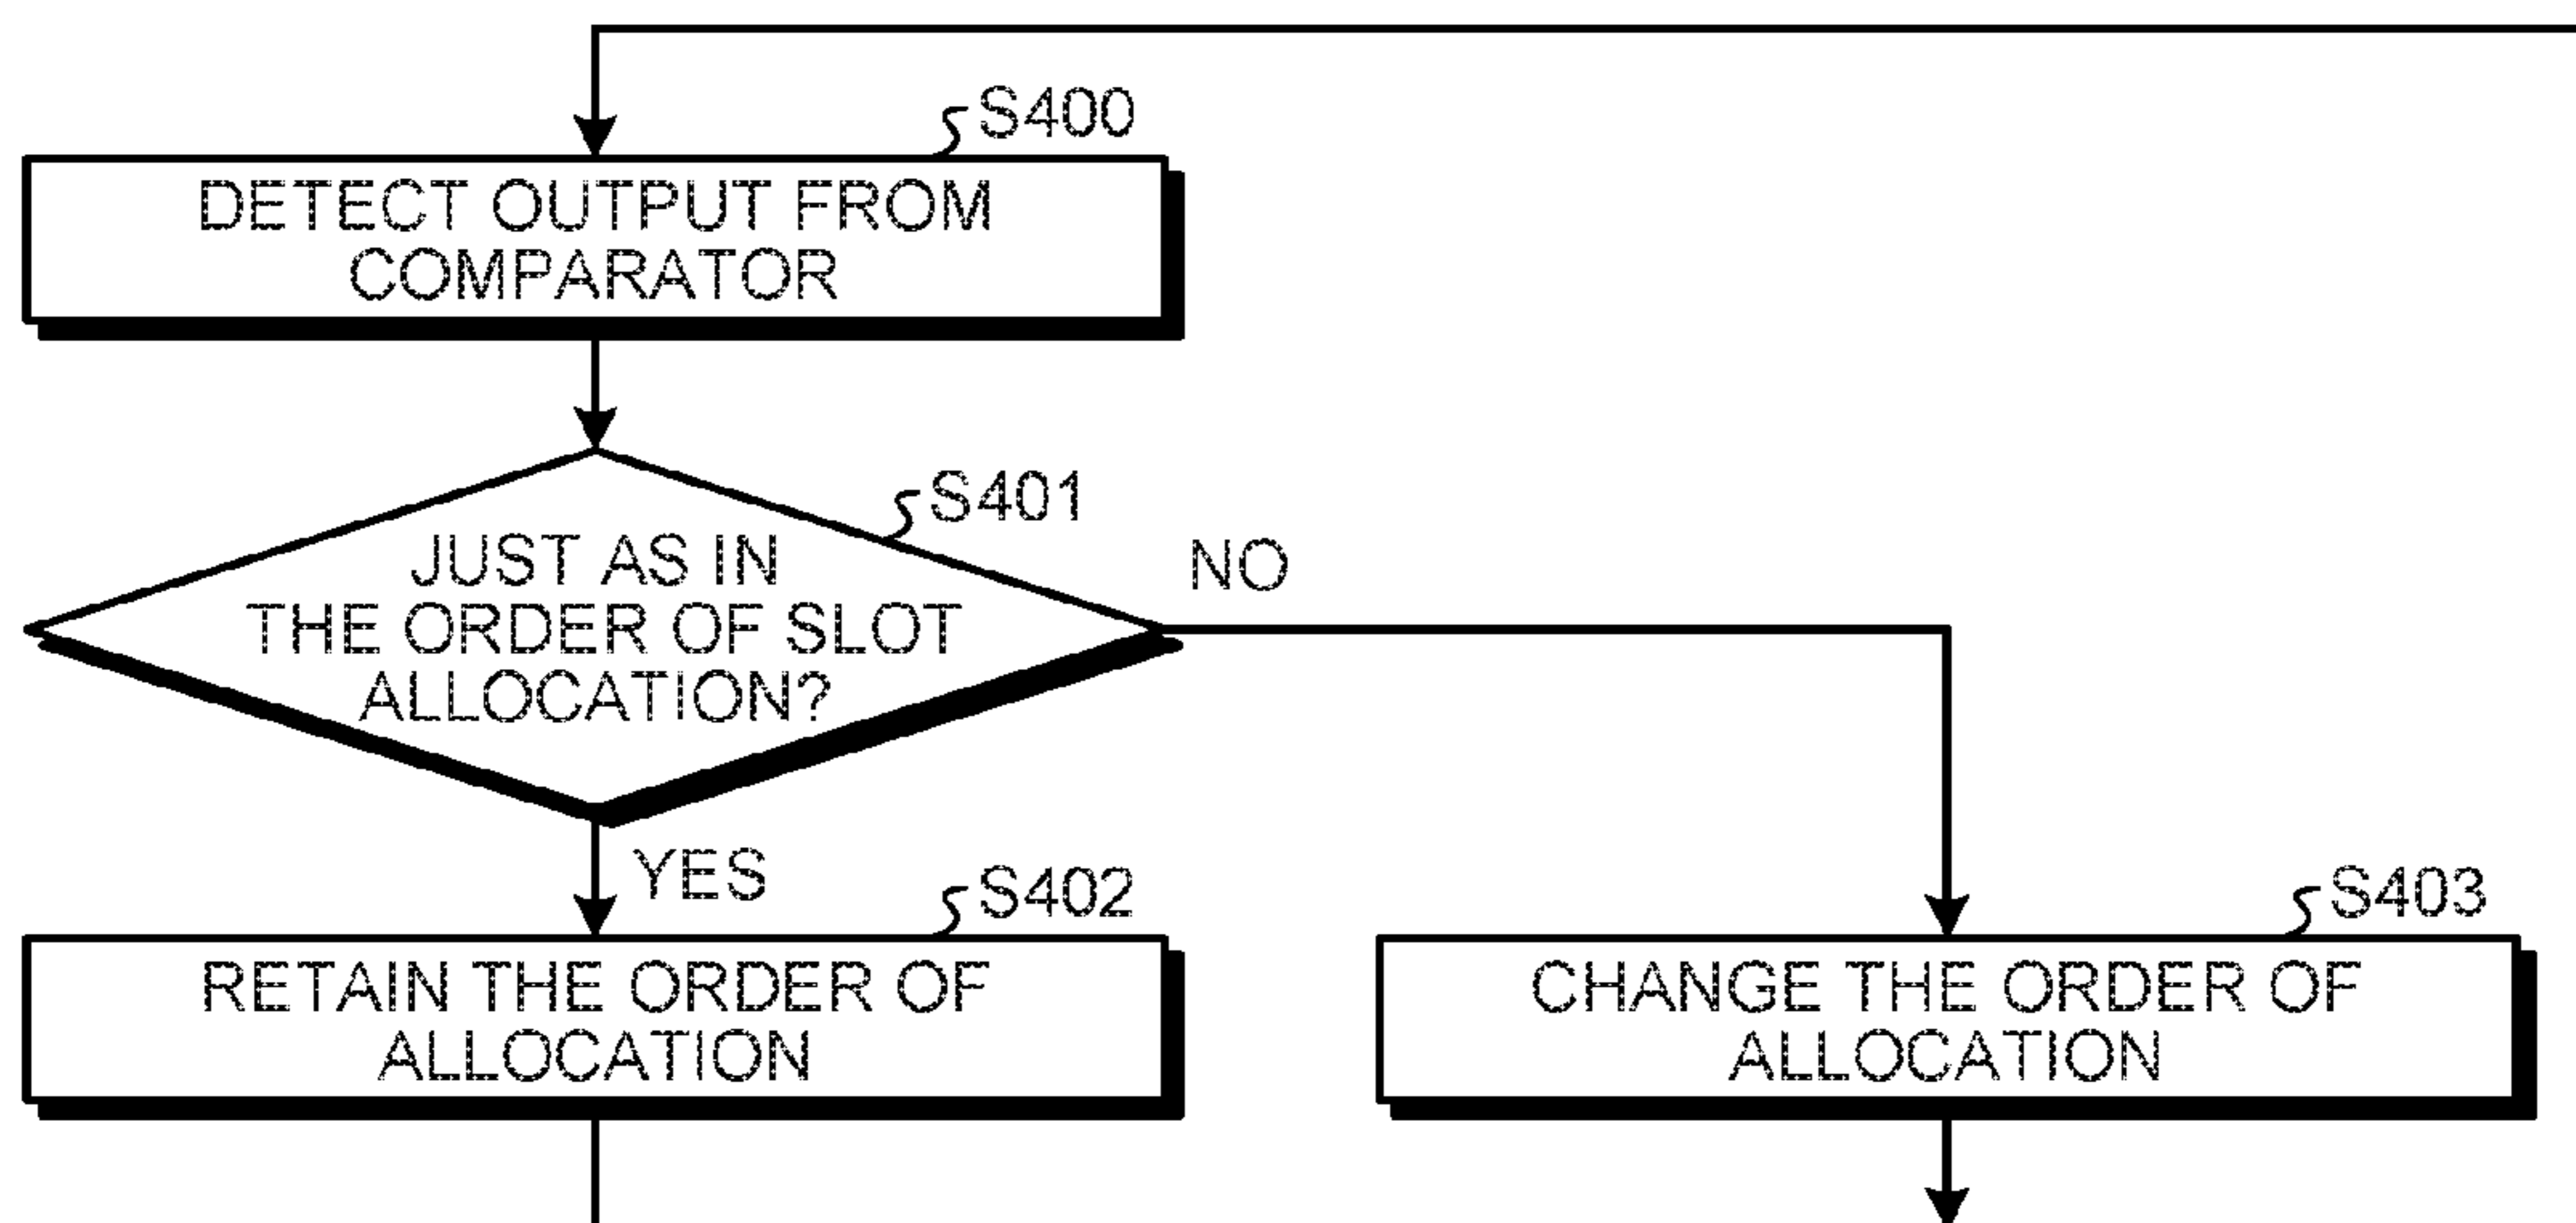 S400
DETECT OUTPUT FROM
COMPARATOR
S401
JUST AS IN
THE ORDER OF SLOT
ALLOCATION?
NO
YES
S402
RETAIN THE ORDER OF
ALLOCATION
S403
CHANGE THE ORDER OF
ALLOCATION